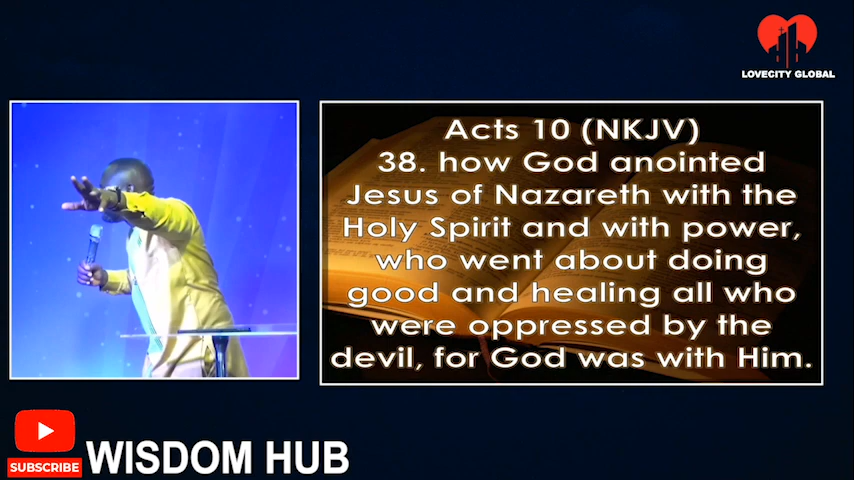 LOVECITY GLOBAL
Acts 10 (NKJV)
38. how God anointed
Jesus of Nazareth with the
Holy Spirit and with power,
who went about doing
good and healing all who
were oppressed by the
devil, for God was with Him.
SUBSCRIBE
WISDOM HUB